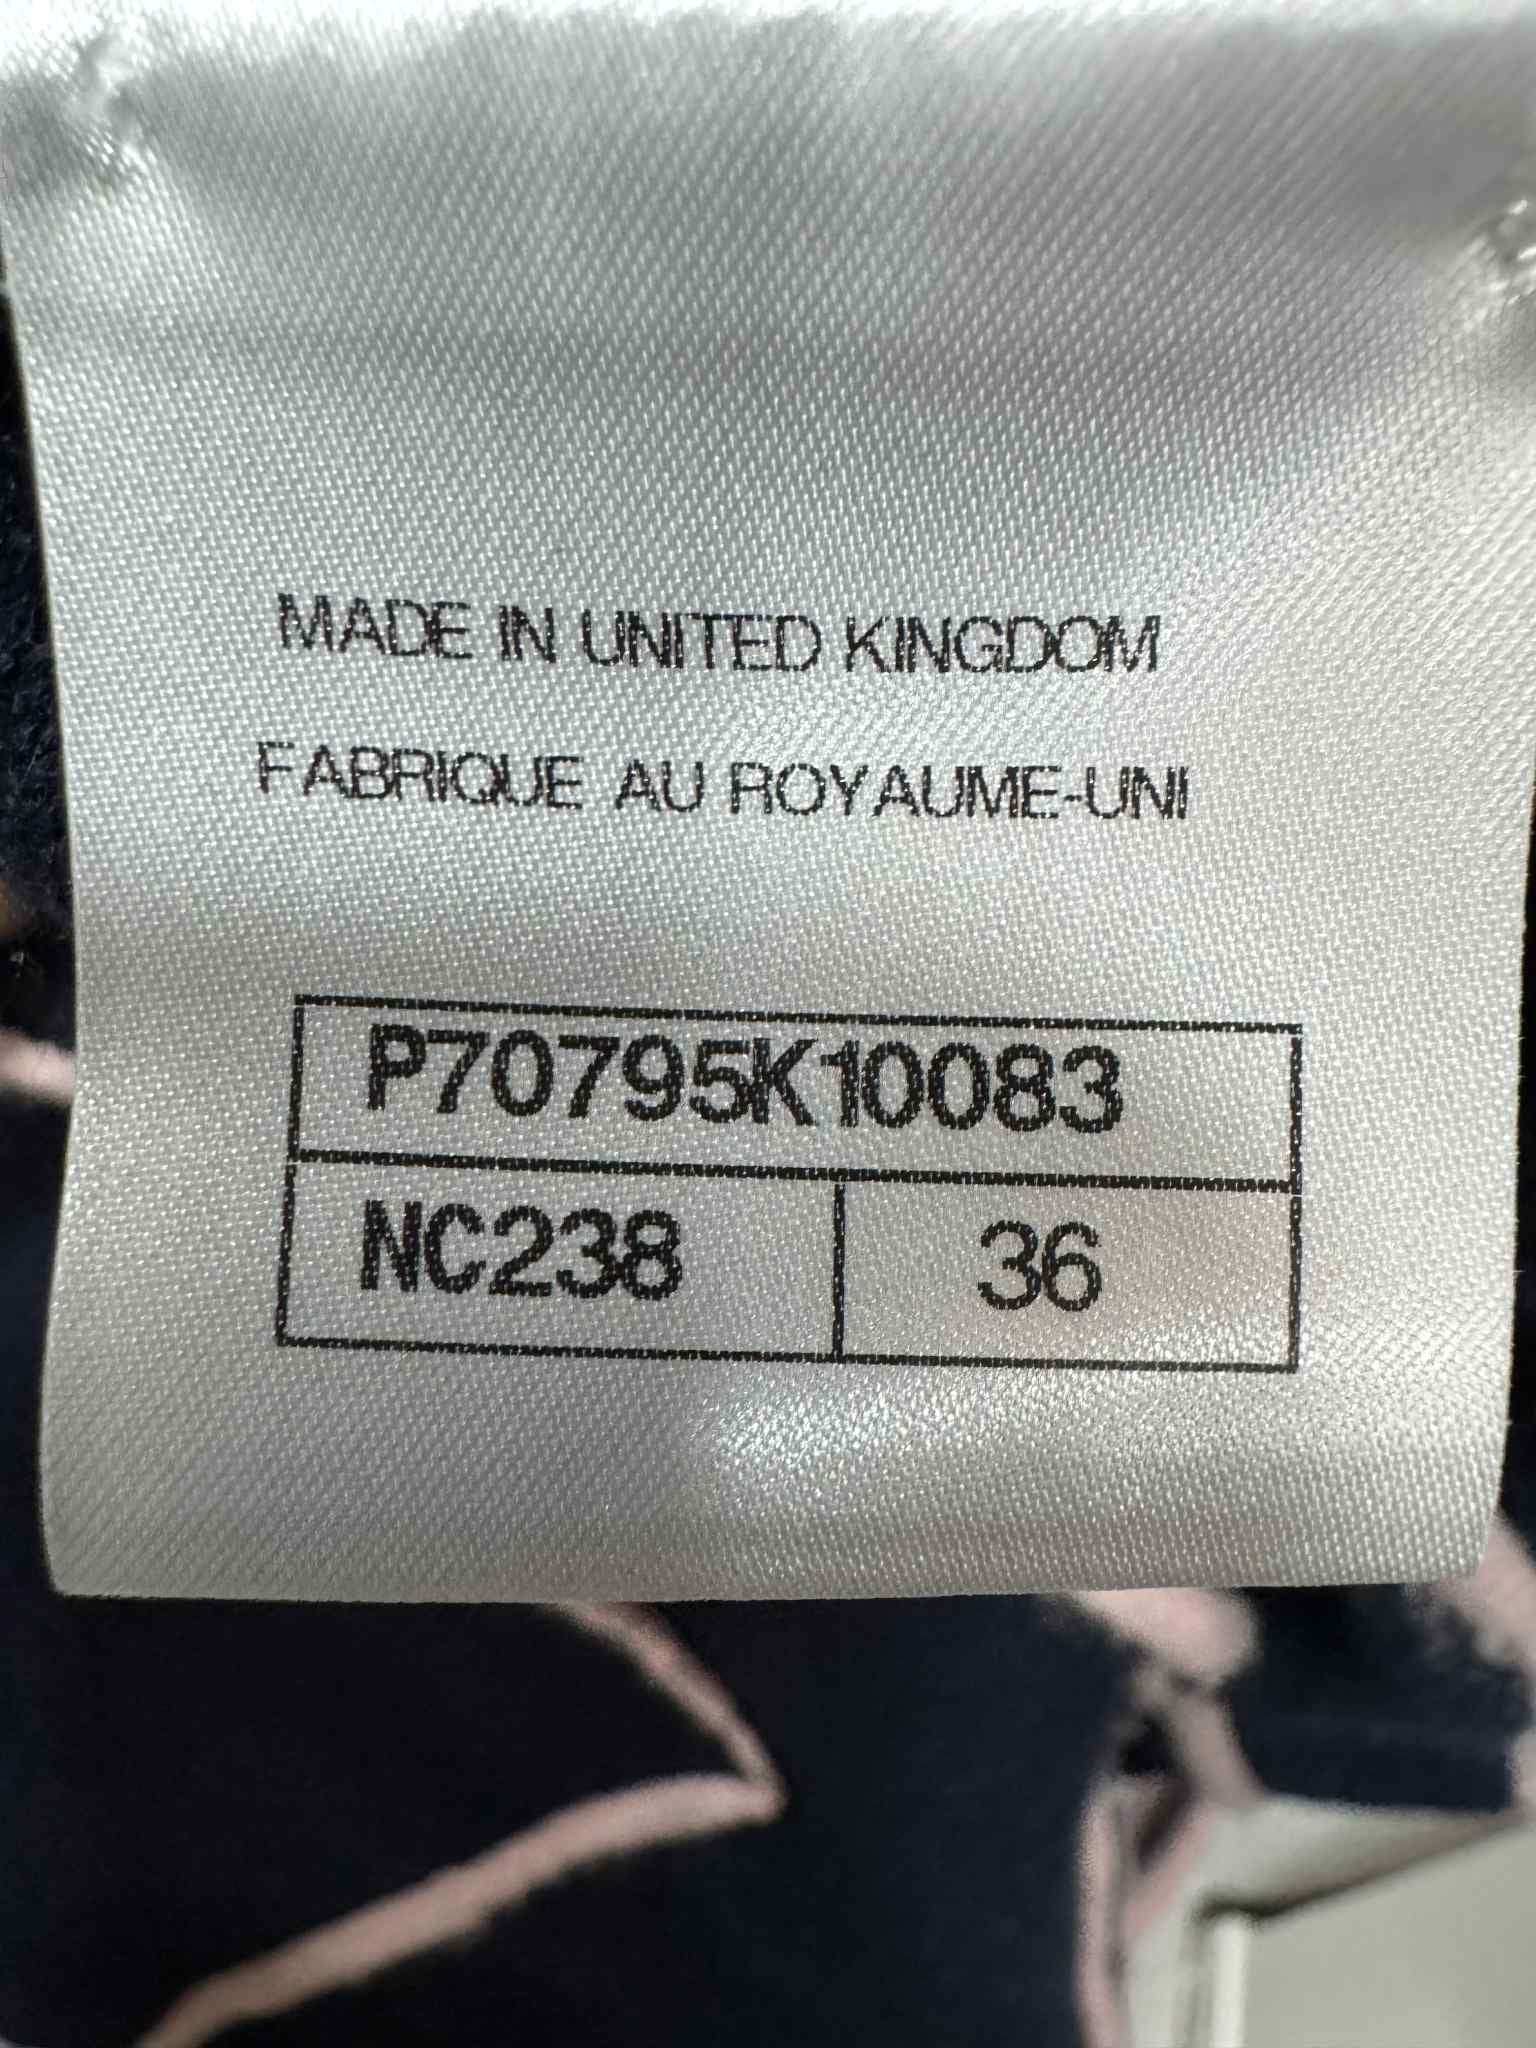 MADE IN UNITED KINGDOM
FABRIQUE AU ROYAUME-UNI
P70795K10083
NC238 36